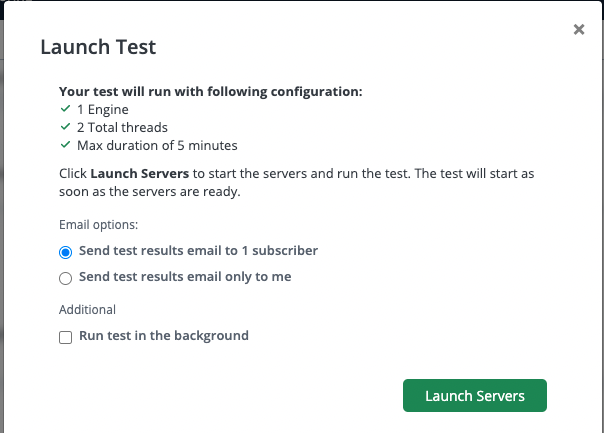 Launch Test
Your test will run with following configuration:
1 Engine
2 Total threads
Max duration of 5 minutes
Click Launch Servers to start the servers and run the test. The test will start as
soon as the servers are ready.
Email options:
Send test results email to 1 subscriber
Send test results email only to me
Additional
Run test in the background
Launch Servers